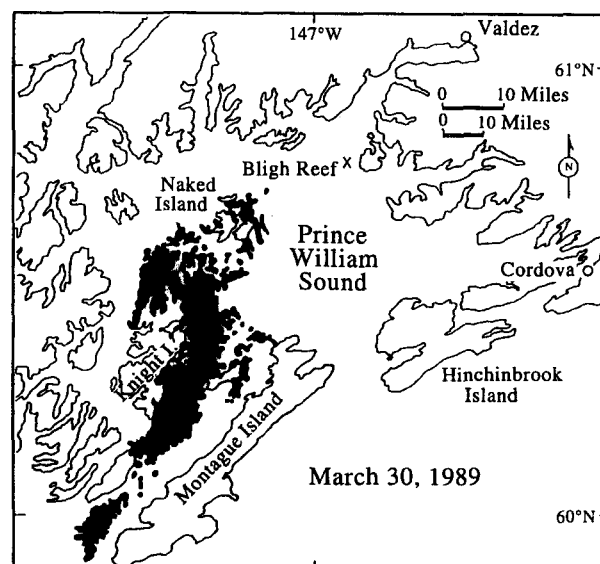 147°W
Valdez
61°N
0 10 Miles
0 10 Miles
Bligh Reef x
N
Naked
Island
Prince
William
Sound
Cordova
Knight I.
Hinchinbrook
Island
Montague Island
March 30, 1989
60°N